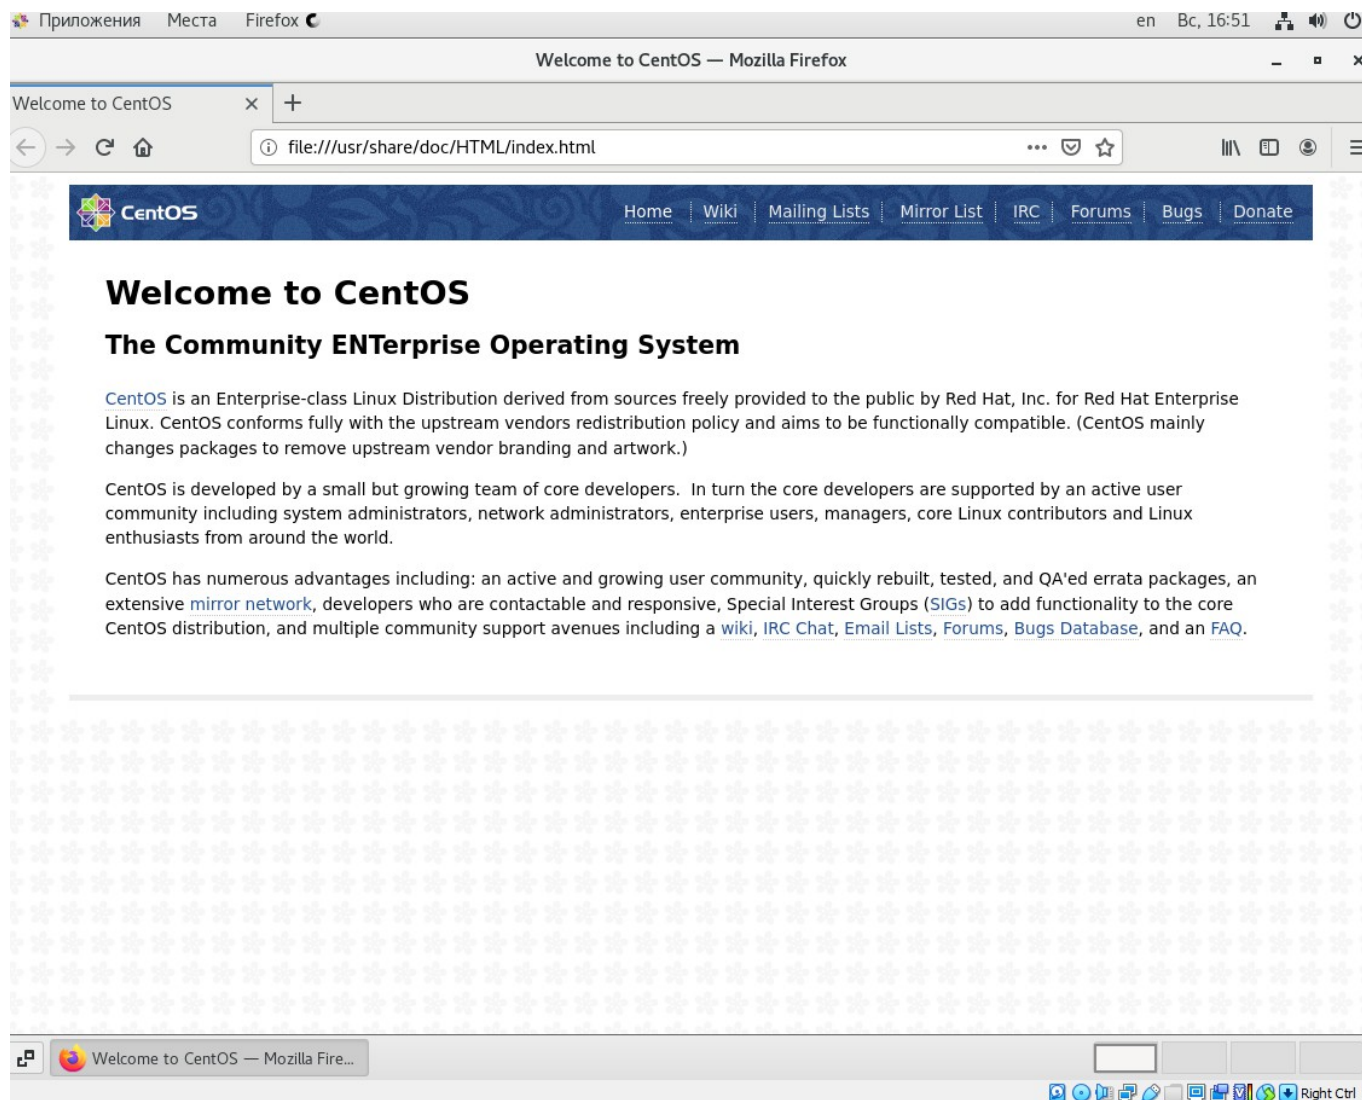 Приложения Места Firefox en Вс, 16:51
Welcome to CentOS — Mozilla Firefox
Welcome to CentOS
file:///usr/share/doc/HTML/index.html
CentOS Home Wiki Mailing Lists Mirror List IRC Forums Bugs Donate
Welcome to CentOS
The Community ENTerprise Operating System
CentOS is an Enterprise-class Linux Distribution derived from sources freely provided to the public by Red Hat, Inc. for Red Hat Enterprise
Linux. CentOS conforms fully with the upstream vendors redistribution policy and aims to be functionally compatible. (CentOS mainly
changes packages to remove upstream vendor branding and artwork.)
CentOS is developed by a small but growing team of core developers.  In turn the core developers are supported by an active user
community including system administrators, network administrators, enterprise users, managers, core Linux contributors and Linux
enthusiasts from around the world.
CentOS has numerous advantages including: an active and growing user community, quickly rebuilt, tested, and QA'ed errata packages, an
extensive mirror network, developers who are contactable and responsive, Special Interest Groups (SIGs) to add functionality to the core
CentOS distribution, and multiple community support avenues including a wiki, IRC Chat, Email Lists, Forums, Bugs Database, and an FAQ.
Welcome to CentOS — Mozilla Fire...
Right Ctrl